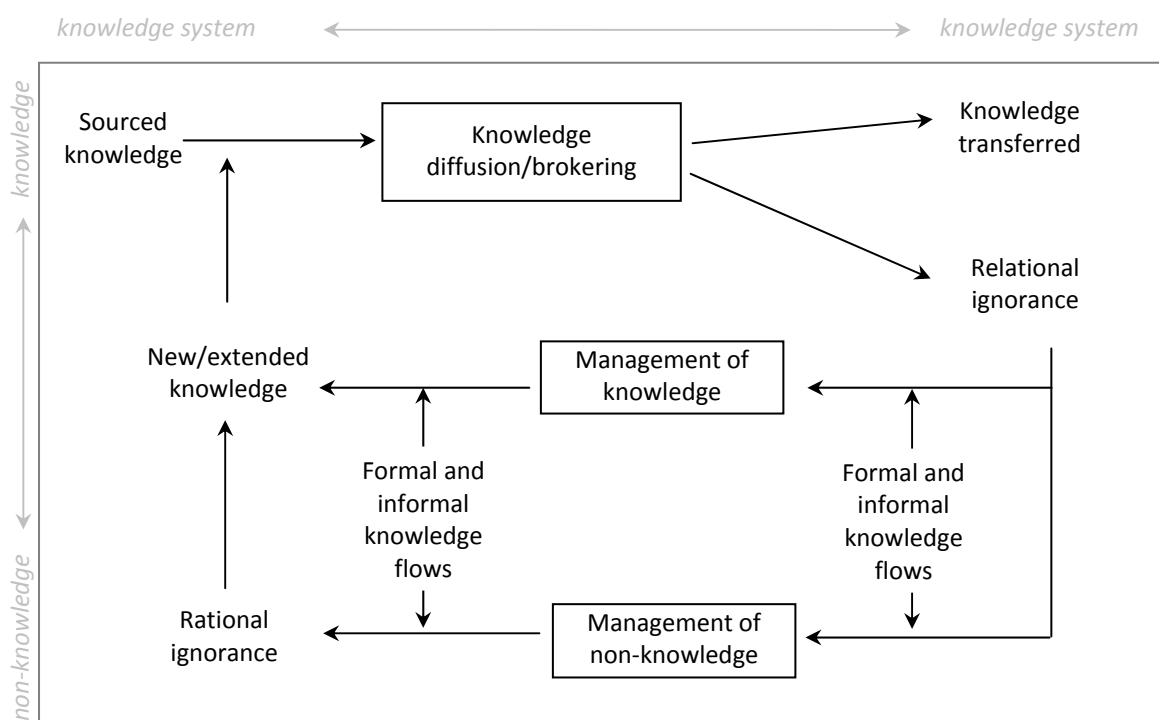 knowledge system
knowledge system
knowledge
non-knowledge
Sourced
knowledge
Knowledge
diffusion/brokering
Knowledge
transferred
Relational
ignorance
New/extended
knowledge
Management of
knowledge
Formal and
informal
knowledge
flows
Formal and
informal
knowledge
flows
Rational
ignorance
Management of
non-knowledge